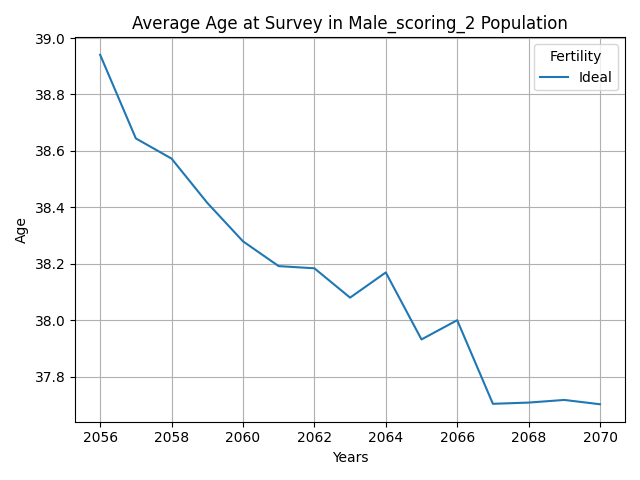 Average Age at Survey in Male_scoring_2 Population
39.0
38.8
38.6
38.4
38.2
38.0
37.8
Age
Fertility
Ideal
2056 2058 2060 2062 2064 2066 2068 2070
Years